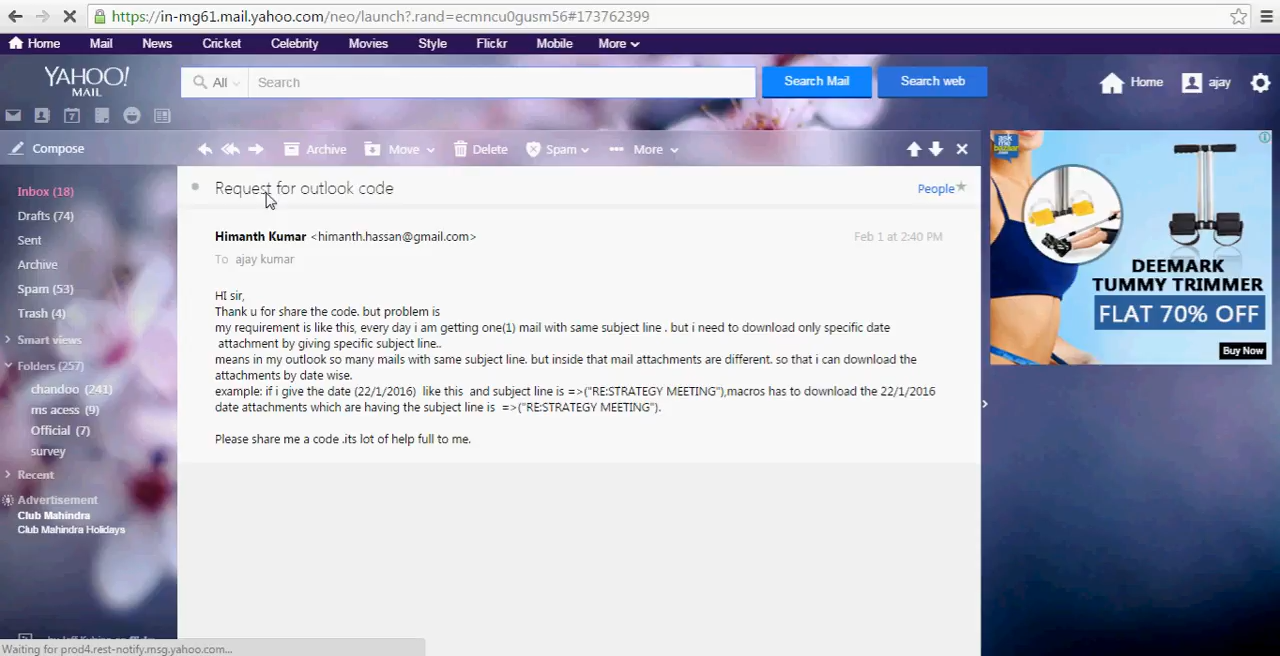 https://in-mg61.mail.yahoo.com/neo/launch?.rand=ecmncu0gusm56#173762399
Home Mail News Cricket Celebrity Movies Style Flickr Mobile More
YAHOO!
MAIL
All Search Search Mail Search web Home ajay
7
Compose
Archive Move Delete Spam More
Inbox (18)
Drafts (74)
Sent
Archive
Spam (53)
Trash (4)
Smart views
Folders (257)
chandoo (241)
ms acess (9)
Official (7)
survey
Recent
Advertisement
Club Mahindra
Club Mahindra Holidays
Request for outlook code
People
Himanth Kumar <himanth.hassan@gmail.com>
Feb 1 at 2:40 PM
To ajay kumar
HI sir,
Thank u for share the code. but problem is
my requirement is like this, every day i am getting one(1) mail with same subject line . but i need to download only specific date
attachment by giving specific subject line..
means in my outlook so many mails with same subject line. but inside that mail attachments are different. so that i can download the
attachments by date wise.
example: if i give the date (22/1/2016) like this and subject line is =>("RE:STRATEGY MEETING"),macros has to download the 22/1/2016
date attachments which are having the subject line is =>("RE:STRATEGY MEETING").
Please share me a code .its lot of help full to me.
ask
me
bazaar
DEEMARK
TUMMY TRIMMER
FLAT 70% OFF
Buy Now
Waiting for prod4.rest-notify.msg.yahoo.com...